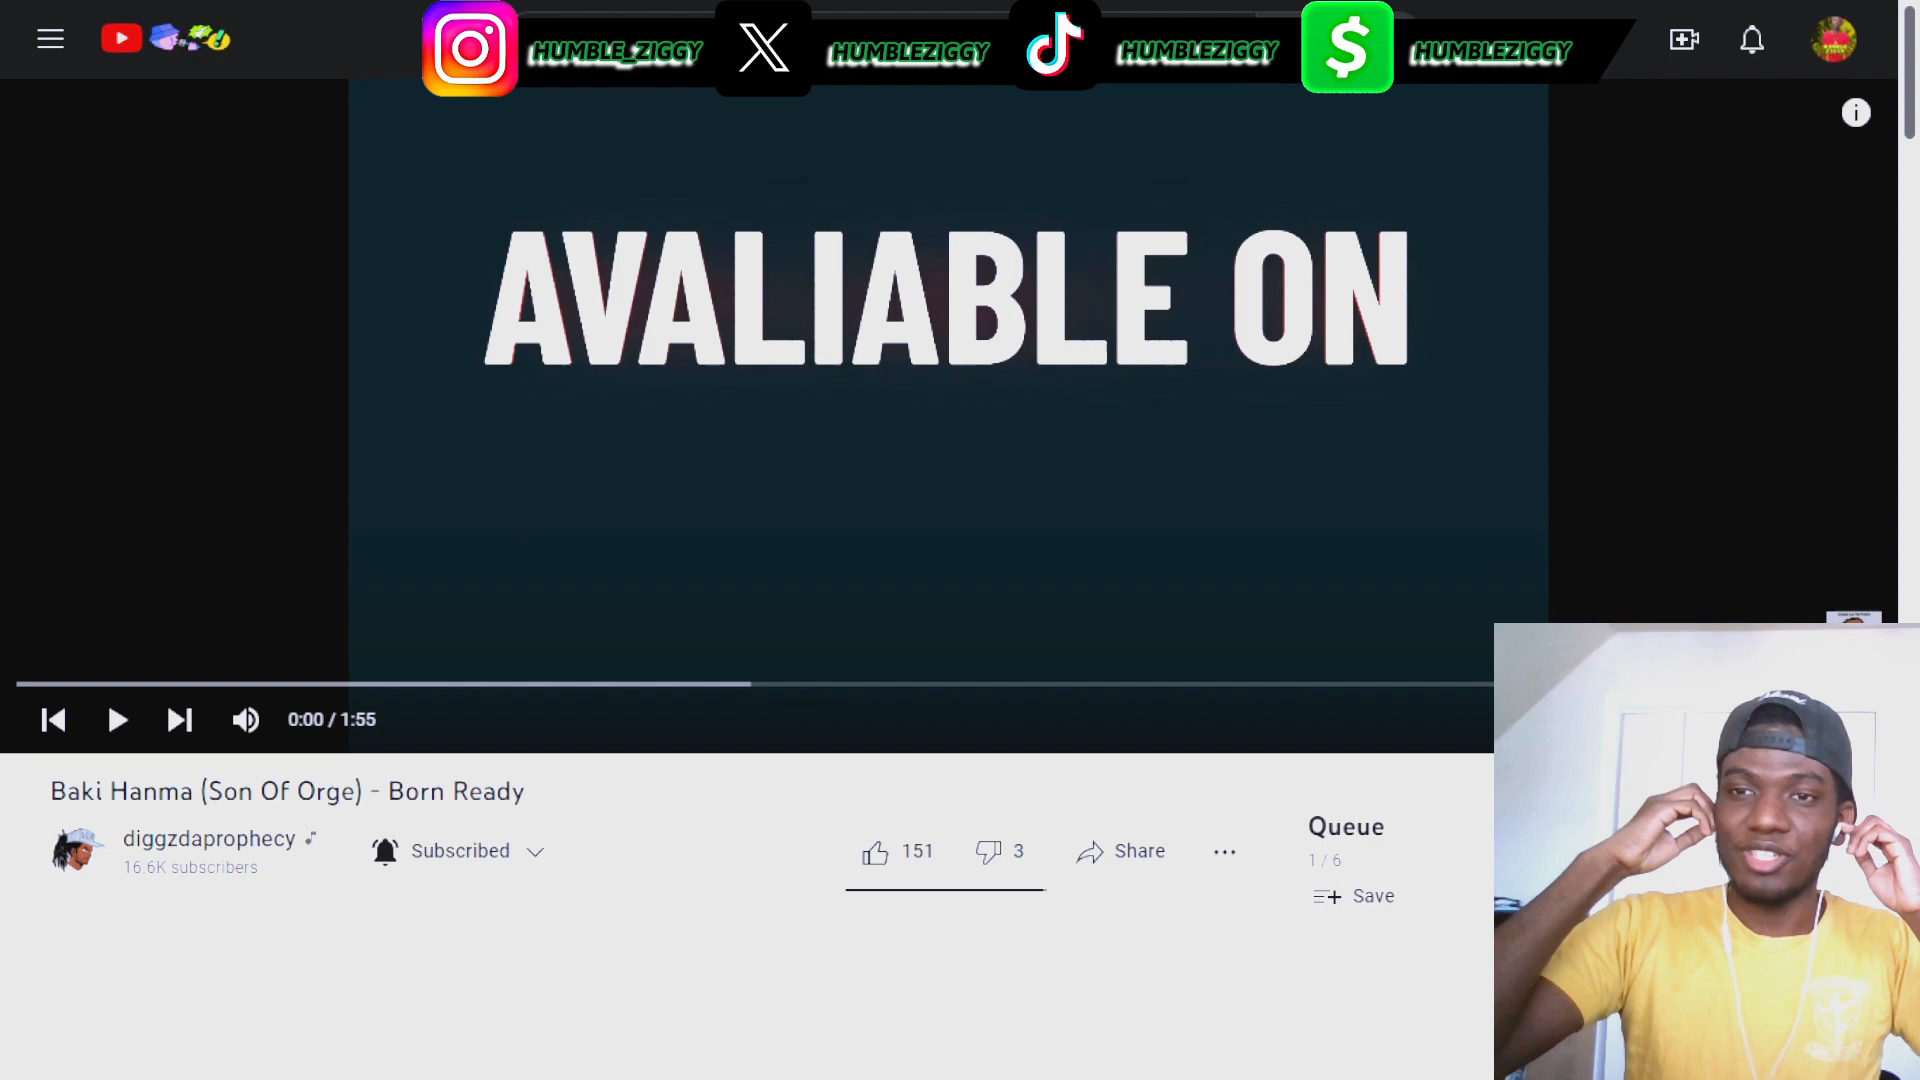 HUMBLE_ZIGGY
HUMBLEZIGGY
HUMBLEZIGGY
HUMBLEZIGGY
AVALIABLE ON
0:00 / 1:55
Baki Hanma (Son Of Orge) - Born Ready
diggzdaprophecy
16.6K subscribers
Subscribed
151
3
Share
Queue
1 / 6
Save